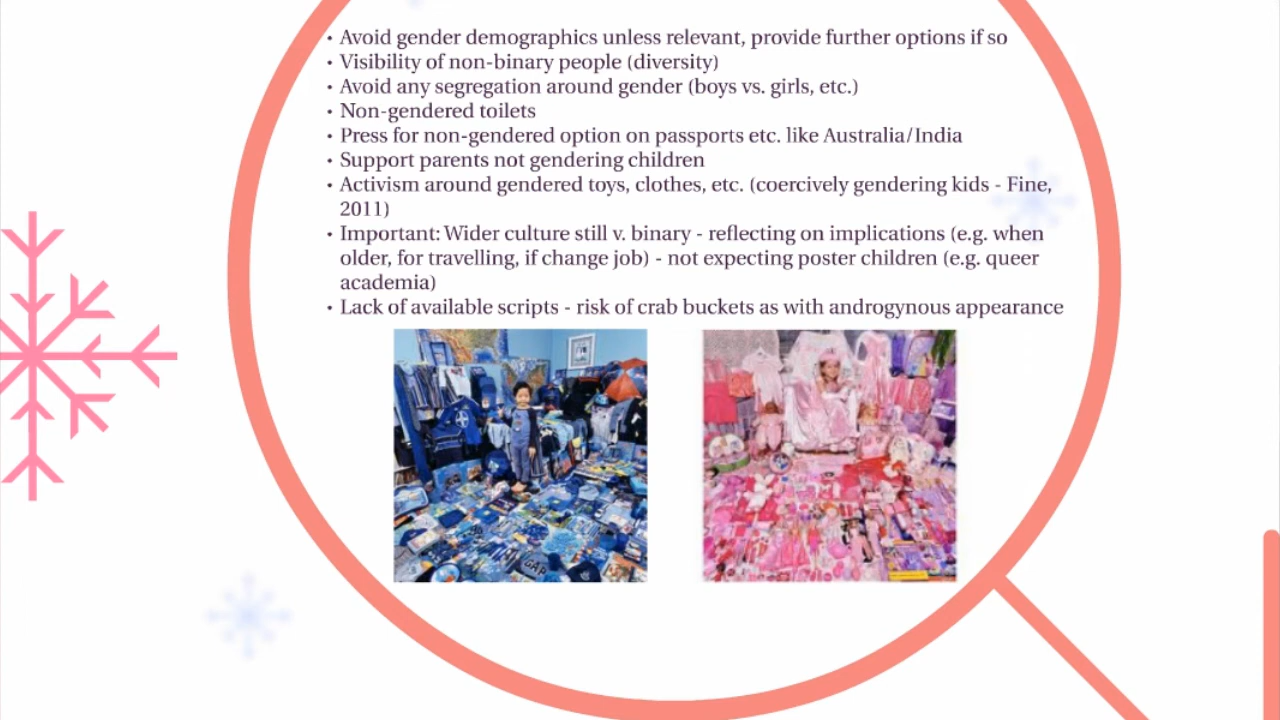 • Avoid gender demographics unless relevant, provide further options if so
• Visibility of non-binary people (diversity)
• Avoid any segregation around gender (boys vs. girls, etc.)
• Non-gendered toilets
• Press for non-gendered option on passports etc. like Australia/India
• Support parents not gendering children
• Activism around gendered toys, clothes, etc. (coercively gendering kids - Fine,
2011)
• Important: Wider culture still v. binary - reflecting on implications (e.g. when
older, for travelling, if change job) - not expecting poster children (e.g. queer
academia)
• Lack of available scripts - risk of crab buckets as with androgynous appearance
GAP